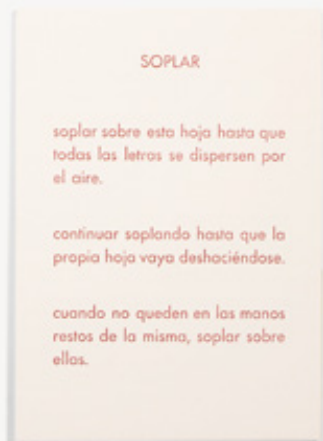 SOPLAR
soplar sobre esta hoja hasta que
todas las letras se dispersen por
el aire.
continuar soplando hasta que la
propia hoja vaya deshaciéndose.
cuando no queden en las manos
restos de la misma, soplar sobre
ellas.